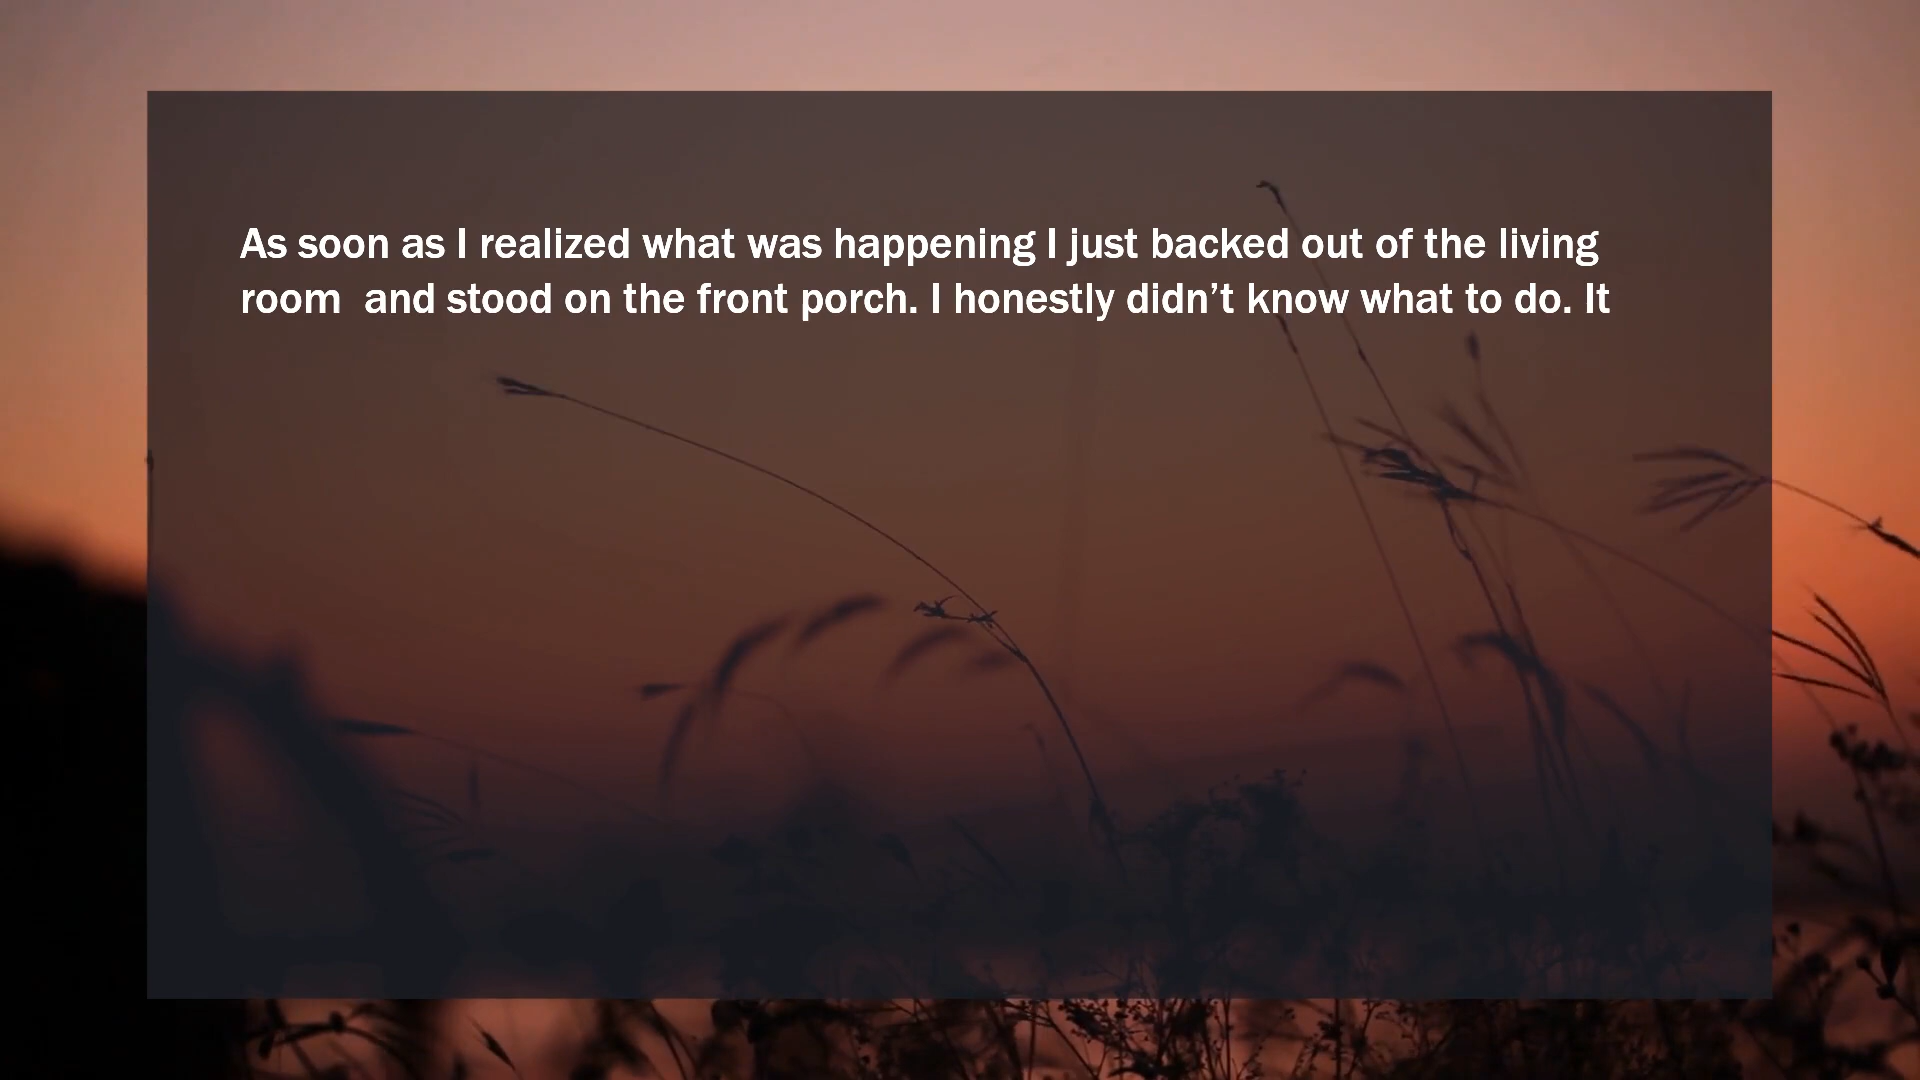 As soon as I realized what was happening I just backed out of the living
room  and stood on the front porch. I honestly didn’t know what to do. It